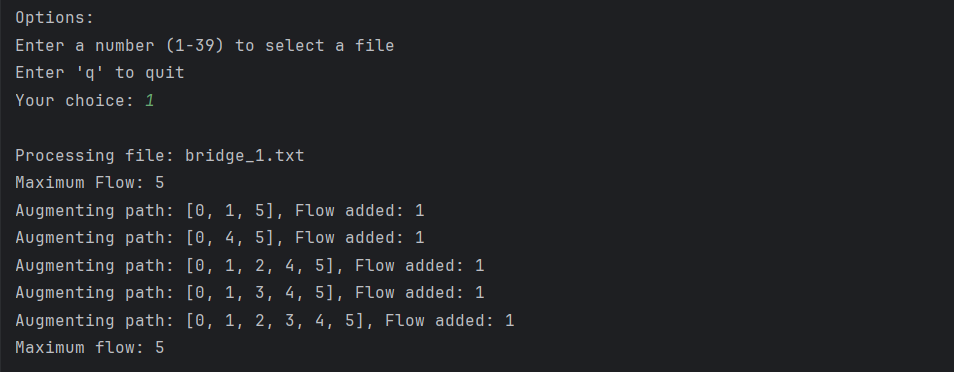 Options:
Enter a number (1-39) to select a file
Enter 'q' to quit
Your choice: 1
Processing file: bridge_1.txt
Maximum Flow: 5
Augmenting path: [0, 1, 5], Flow added: 1
Augmenting path: [0, 4, 5], Flow added: 1
Augmenting path: [0, 1, 2, 4, 5], Flow added: 1
Augmenting path: [0, 1, 3, 4, 5], Flow added: 1
Augmenting path: [0, 1, 2, 3, 4, 5], Flow added: 1
Maximum flow: 5